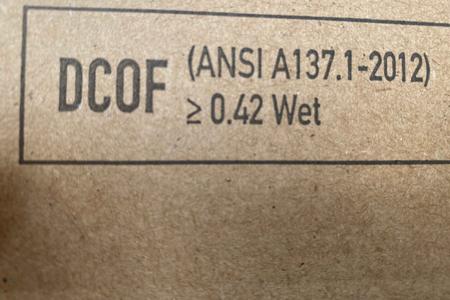 DCOF (ANSI A137.1-2012)
≥ 0.42 Wet